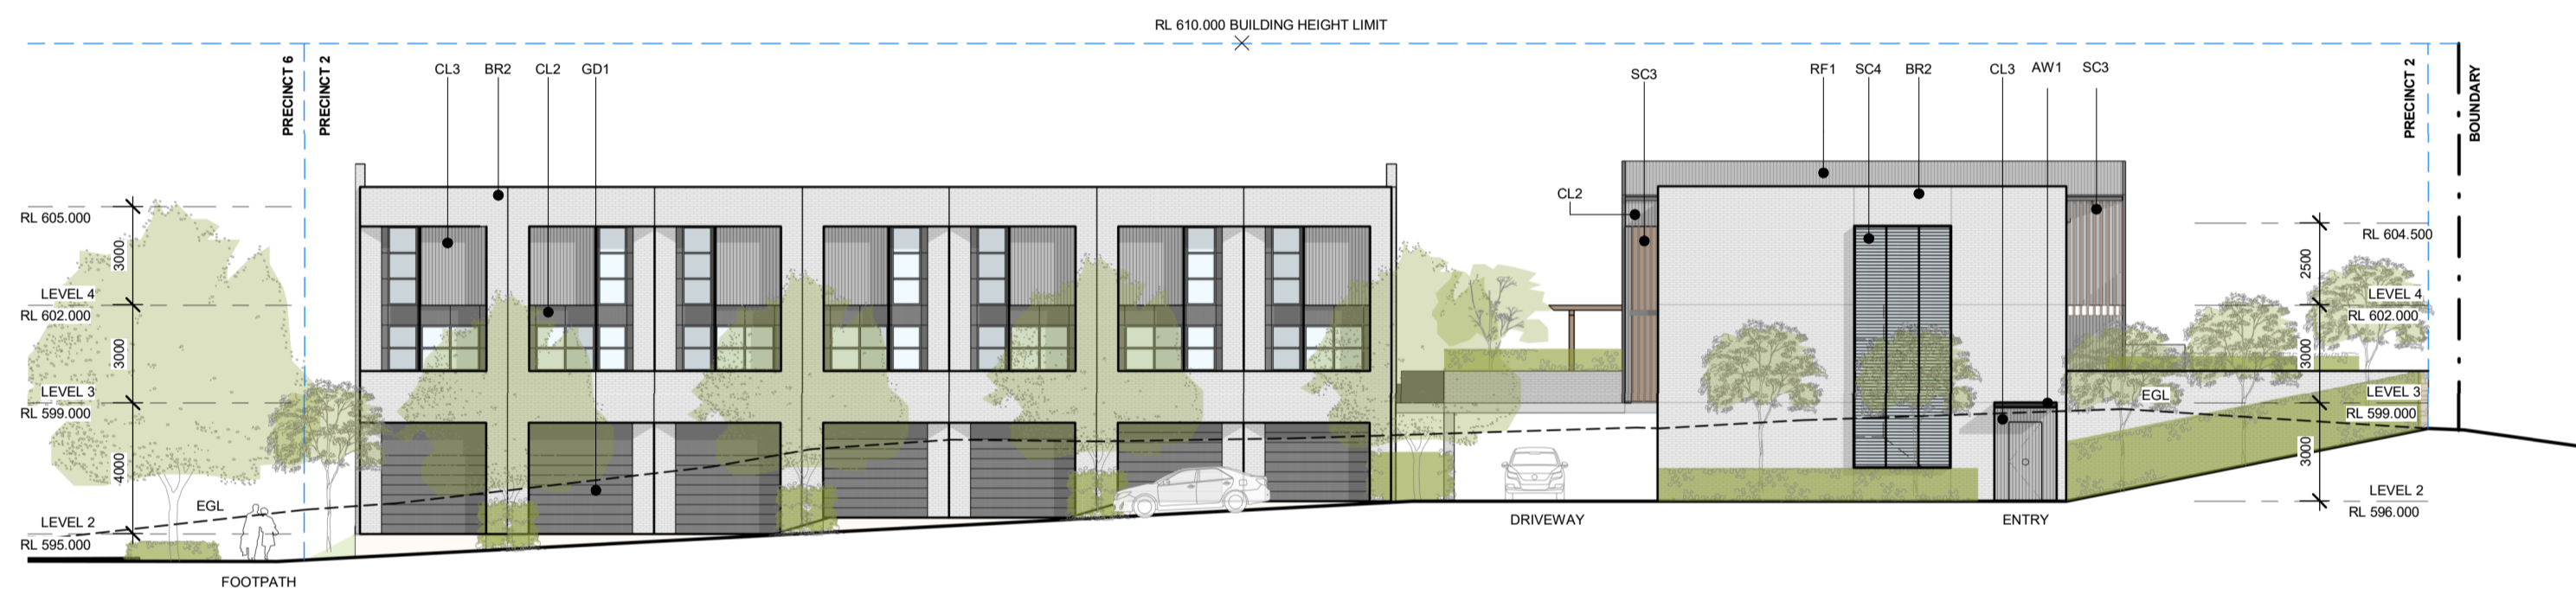 RL 610.000 BUILDING HEIGHT LIMIT
PRECINCT 6
PRECINCT 2
CL3
BR2
CL2
GD1
SC3
RF1
SC4
BR2
CL3
AW1
SC3
PRECINCT 2
BOUNDARY
CL2
SC3
RL 605.000
3000
LEVEL 4
RL 602.000
3000
LEVEL 3
RL 599.000
4000
EGL
LEVEL 2
RL 595.000
FOOTPATH
DRIVEWAY
ENTRY
RL 604.500
2500
LEVEL 4
RL 602.000
3000
LEVEL 3
EGL
RL 599.000
3000
LEVEL 2
RL 596.000